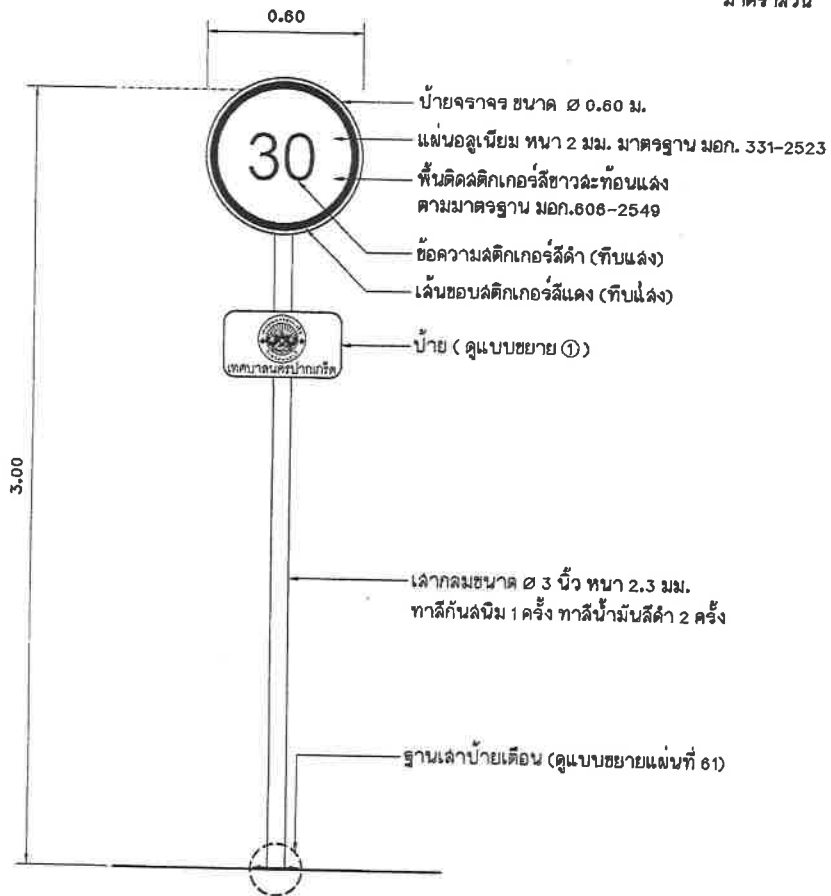 มาตราส่วน
0.60
ป้ายจราจร ขนาด Ø 0.60 ม.
แผ่นอลูเนียม หนา 2 มม. มาตรฐาน มอก. 331-2523
พื้นติดสติกเกอร์สีขาวสะท้อนแสง
ตามมาตรฐาน มอก.606-2549
30
ข้อความสติกเกอร์สีดำ (ทึบแสง)
เส้นขอบสติกเกอร์สีแดง (ทึบแสง)
ป้าย ( ดูแบบขยาย ① )
เทศบาลนครปากเกร็ด
3.00
เสากลมขนาด Ø 3 นิ้ว หนา 2.3 มม.
ทาสีกันสนิม 1 ครั้ง ทาสีน้ำมันสีดำ 2 ครั้ง
ฐานเสาป้ายเตือน (ดูแบบขยายแผ่นที่ 61)